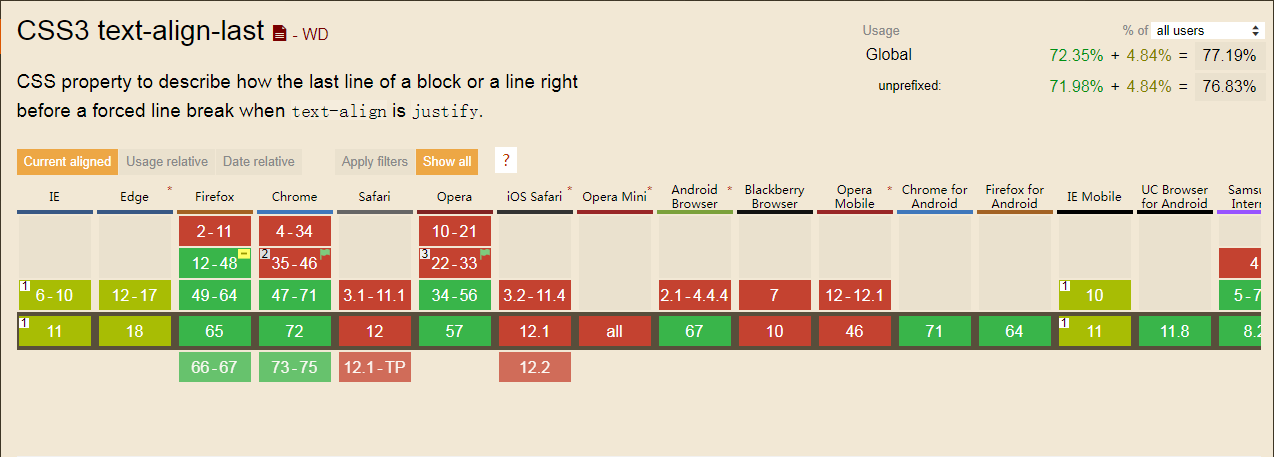 CSS3 text-align-last - WD
Usage % of all users
Global 72.35% + 4.84% = 77.19%
unprefixed: 71.98% + 4.84% = 76.83%
CSS property to describe how the last line of a block or a line right
before a forced line break when text-align is justify.
Current aligned Usage relative Date relative Apply filters Show all ?
IE Edge * Firefox Chrome Safari Opera iOS Safari * Opera Mini * Android Browser * Blackberry Browser Opera Mobile * Chrome for Android Firefox for Android IE Mobile UC Browser for Android Samsu Intern
2-11 4-34 10-21
12-48 2 35-46 3 22-33 4
1 6-10 12-17 49-64 47-71 3.1-11.1 34-56 3.2-11.4 2.1-4.4.4 7 12-12.1 1 10 5-7
1 11 18 65 72 12 57 12.1 all 67 10 46 71 64 1 11 11.8 8.2
66-67 73-75 12.1-TP 12.2